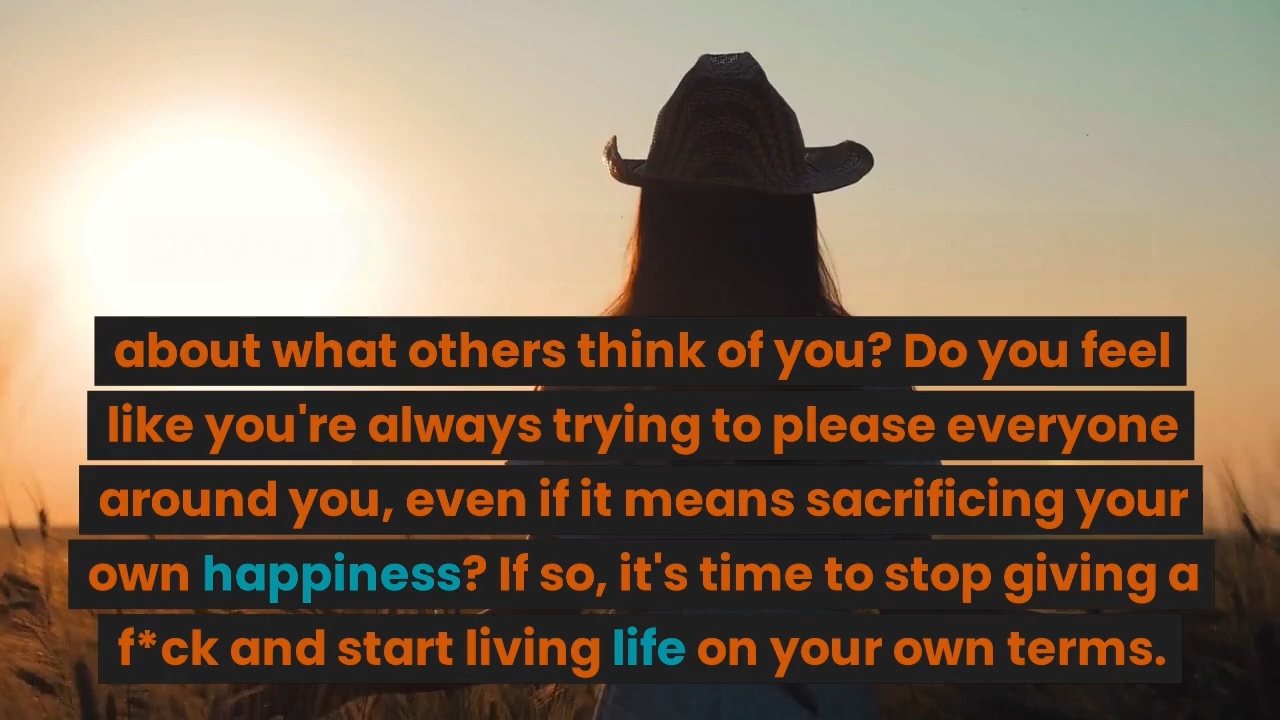 Do you
about what others think of you? Do you feel
like you're always trying to please everyone
around you, even if it means sacrificing your
own happiness? If so, it's time to stop giving a
f*ck and start living life on your own terms.